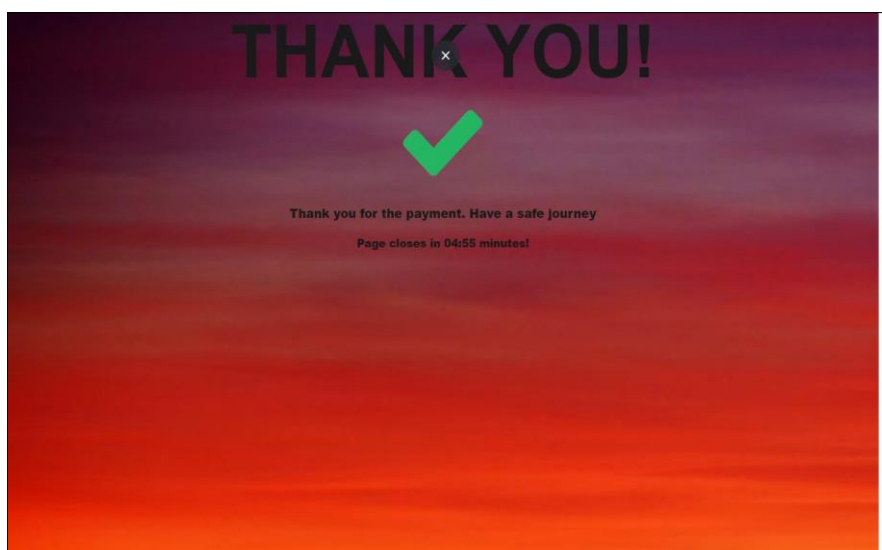 THANK YOU!
Thank you for the payment. Have a safe journey
Page closes in 04:55 minutes!